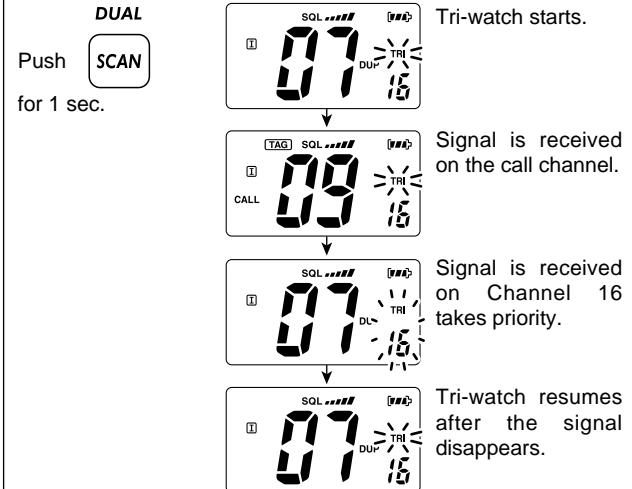 DUAL
Push SCAN
for 1 sec.
SQL
I
07
DUP
TRI
16
Tri-watch starts.
TAG SQL
I
CALL
09
TRI
16
Signal is received
on the call channel.
SQL
I
07
DU
TRI
16
Signal is received
on Channel 16
takes priority.
SQL
I
07
DUP
TRI
16
Tri-watch resumes
after the signal
disappears.